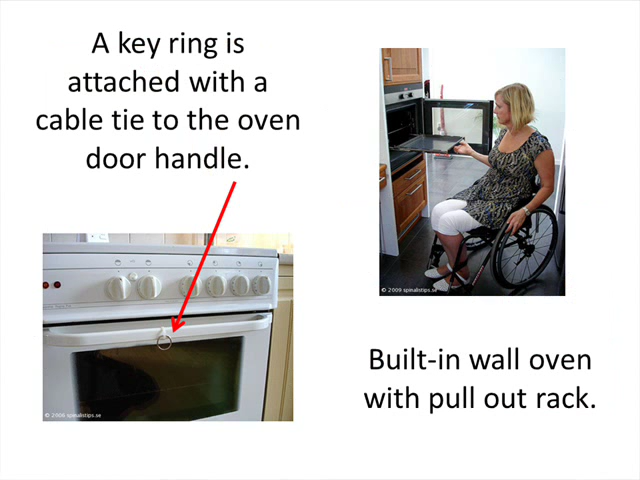 A key ring is
attached with a
cable tie to the oven
door handle.
© 2009 spinalistips.se
© 2006 spinalistips.se
Built-in wall oven
with pull out rack.